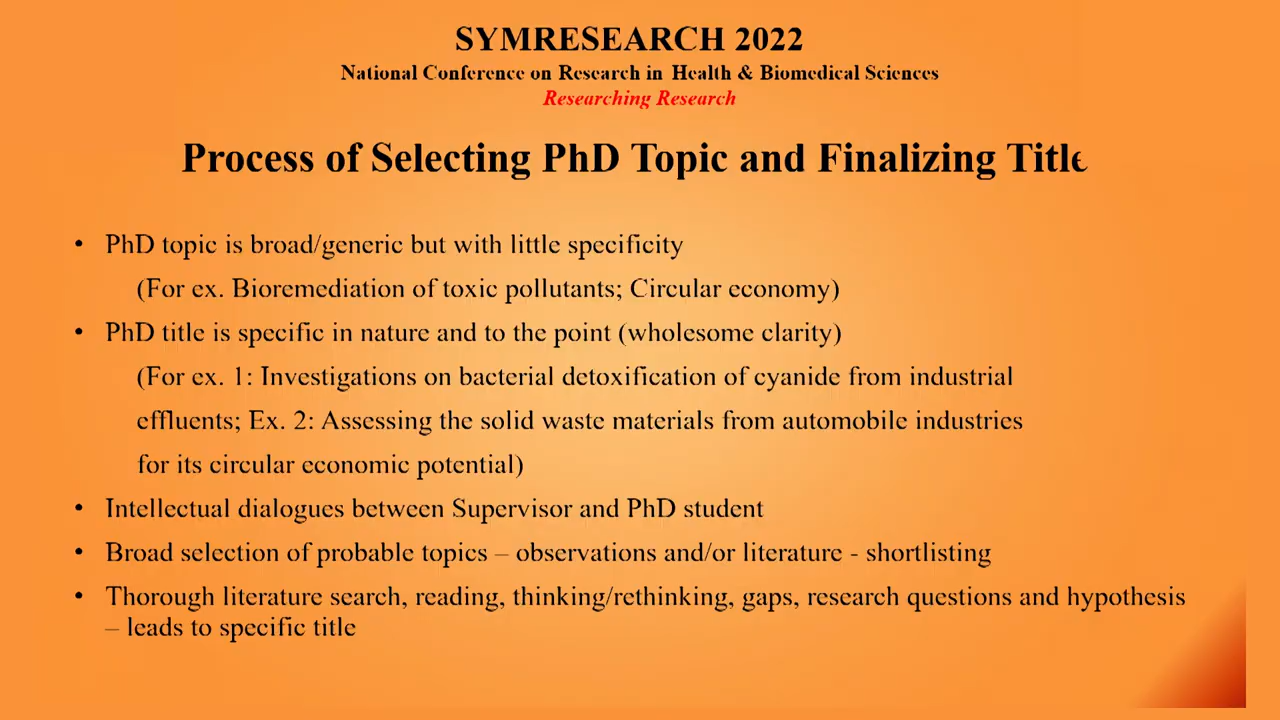 SYMRESEARCH 2022
National Conference on Research in Health & Biomedical Sciences
Researching Research
Process of Selecting PhD Topic and Finalizing Title
• PhD topic is broad/generic but with little specificity
(For ex. Bioremediation of toxic pollutants; Circular economy)
• PhD title is specific in nature and to the point (wholesome clarity)
(For ex. 1: Investigations on bacterial detoxification of cyanide from industrial
effluents; Ex. 2: Assessing the solid waste materials from automobile industries
for its circular economic potential)
• Intellectual dialogues between Supervisor and PhD student
• Broad selection of probable topics – observations and/or literature - shortlisting
• Thorough literature search, reading, thinking/rethinking, gaps, research questions and hypothesis
– leads to specific title